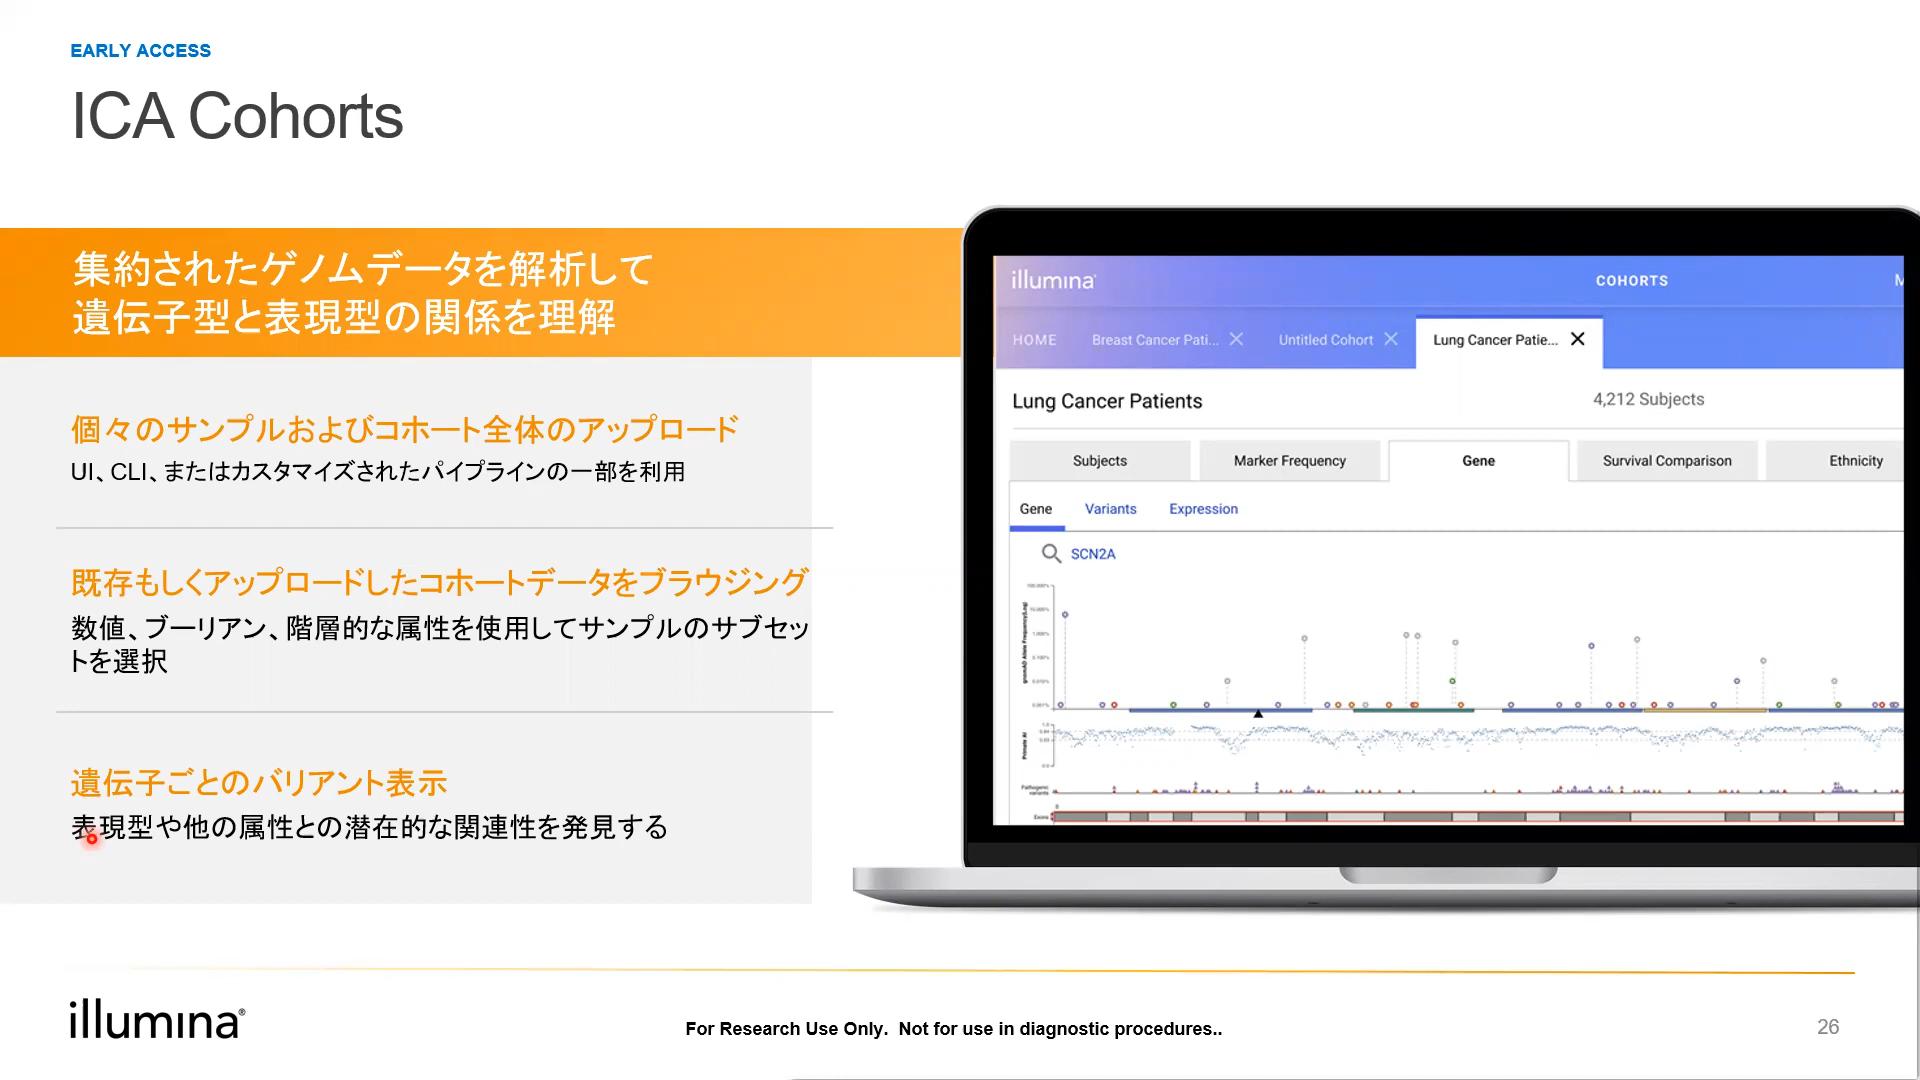 EARLY ACCESS
ICA Cohorts
集約されたゲノムデータを解析して
遺伝子型と表現型の関係を理解
個々のサンプルおよびコホート全体のアップロード
UI、CLI、またはカスタマイズされたパイプラインの一部を利用
既存もしくアップロードしたコホートデータをブラウジング
数値、ブーリアン、階層的な属性を使用してサンプルのサブセッ
トを選択
遺伝子ごとのバリアント表示
表現型や他の属性との潜在的な関連性を発見する
illumina
COHORTS
HOME Breast Cancer Pati... Untitled Cohort Lung Cancer Patie...
Lung Cancer Patients 4,212 Subjects
Subjects Marker Frequency Gene Survival Comparison Ethnicity
Gene Variants Expression
SCN2A
gnomAD Allele Frequency(Log)
Primate AI
Pathogenic
variants
Exons
illumina®
For Research Use Only. Not for use in diagnostic procedures..
26